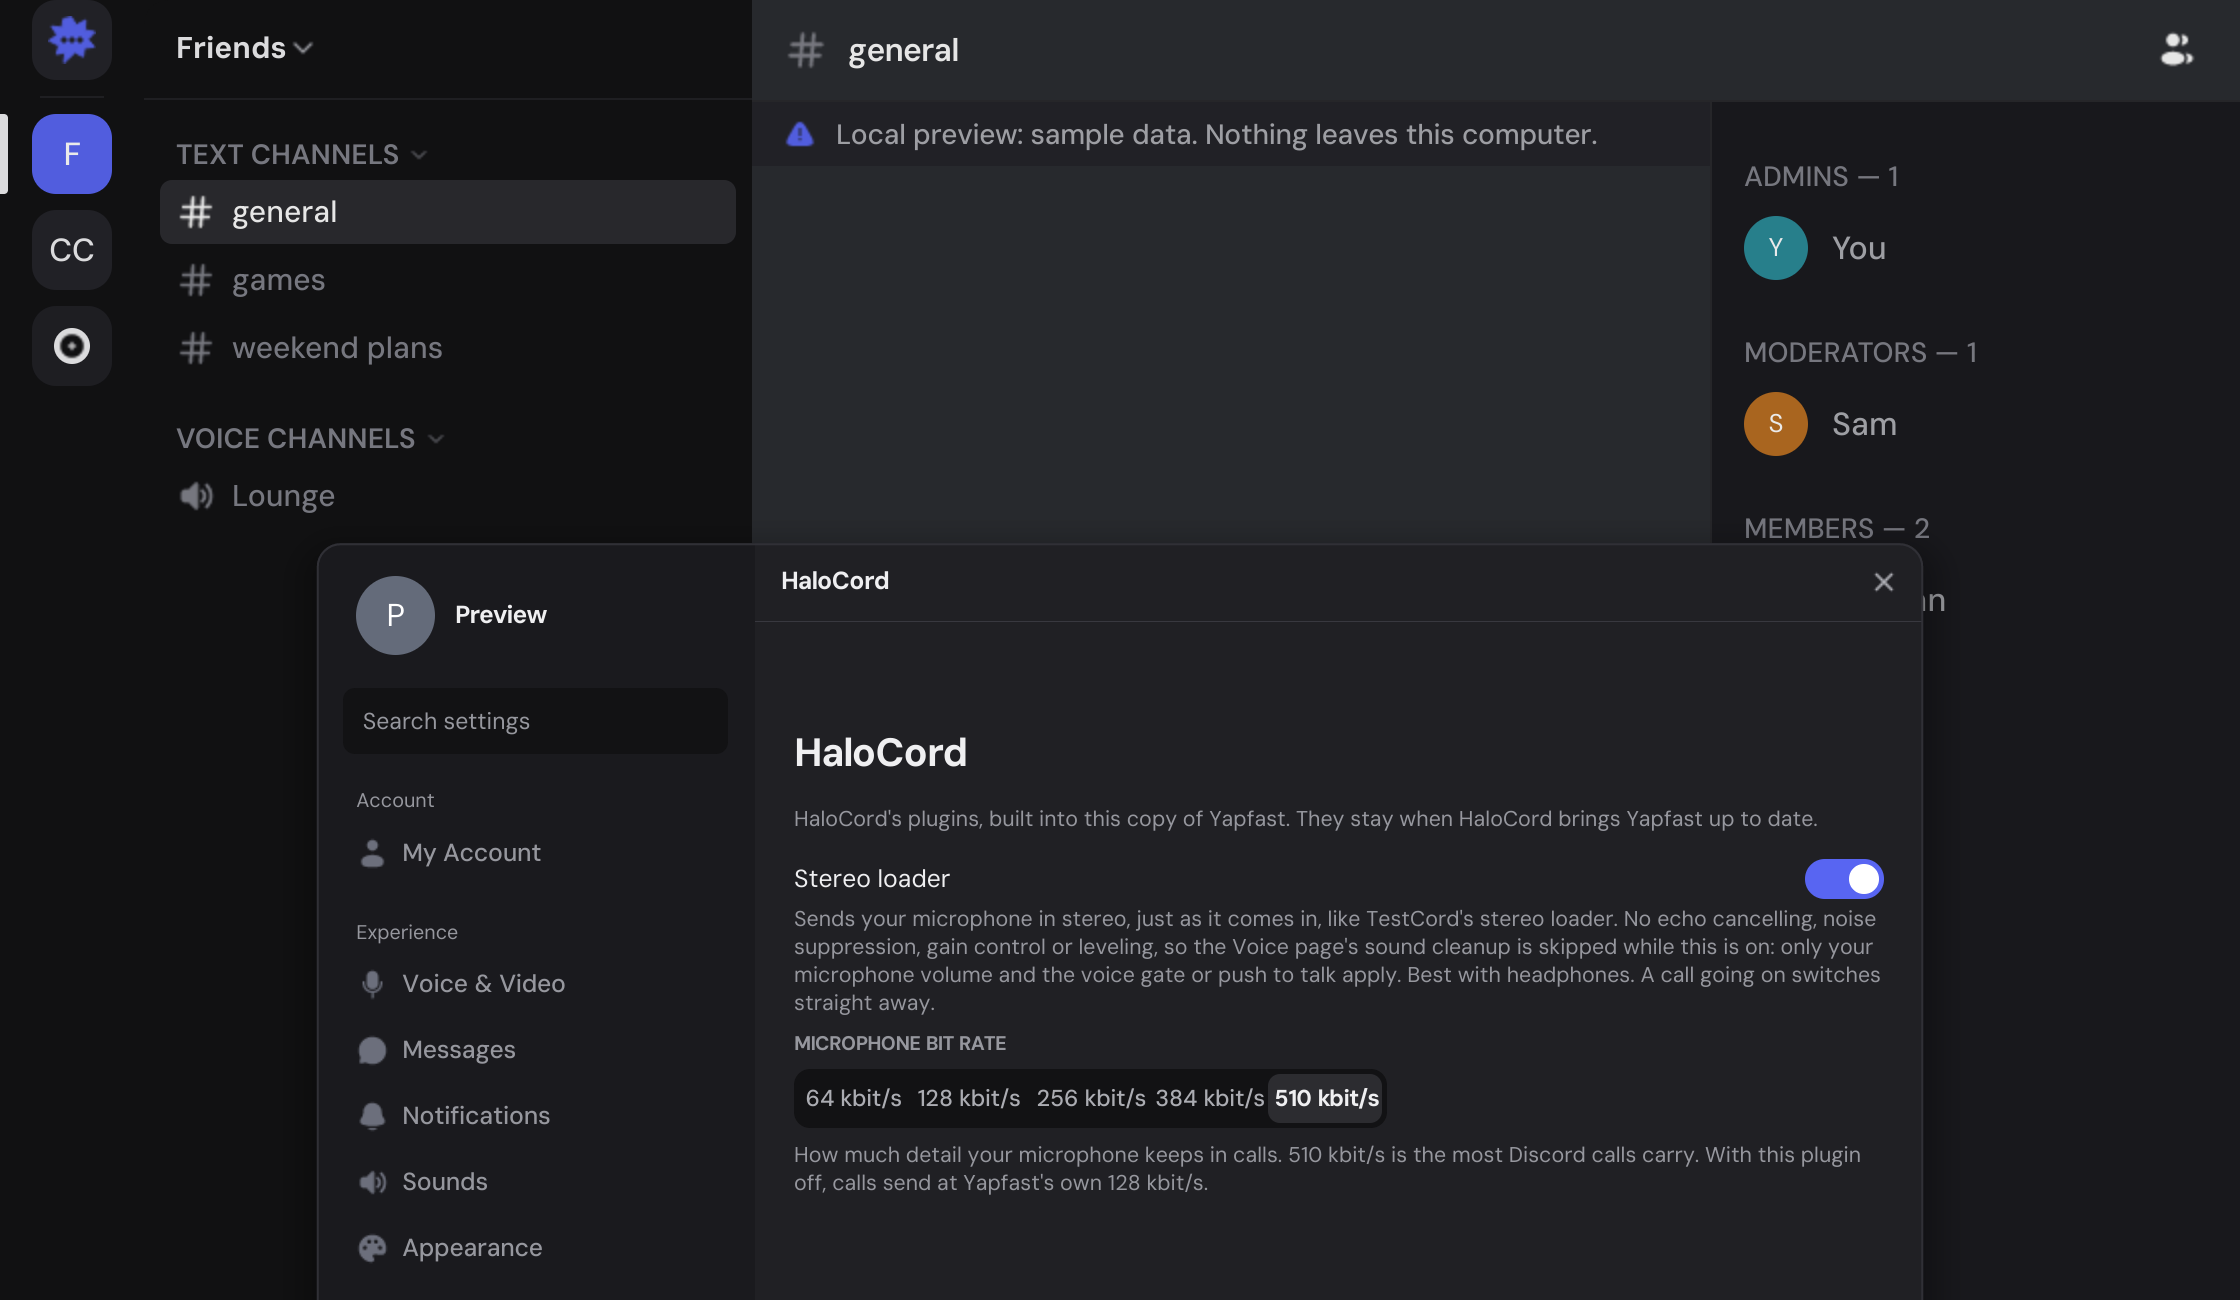 Friends
F
CC
TEXT CHANNELS
general
games
weekend plans
VOICE CHANNELS
Lounge
general
Local preview: sample data. Nothing leaves this computer.
ADMINS — 1
Y
You
MODERATORS — 1
S
Sam
MEMBERS — 2
P
Preview
Search settings
Account
My Account
Experience
Voice & Video
Messages
Notifications
Sounds
Appearance
HaloCord
HaloCord
HaloCord's plugins, built into this copy of Yapfast. They stay when HaloCord brings Yapfast up to date.
Stereo loader
Sends your microphone in stereo, just as it comes in, like TestCord's stereo loader. No echo cancelling, noise
suppression, gain control or leveling, so the Voice page's sound cleanup is skipped while this is on: only your
microphone volume and the voice gate or push to talk apply. Best with headphones. A call going on switches
straight away.
MICROPHONE BIT RATE
64 kbit/s 128 kbit/s 256 kbit/s 384 kbit/s 510 kbit/s
How much detail your microphone keeps in calls. 510 kbit/s is the most Discord calls carry. With this plugin
off, calls send at Yapfast's own 128 kbit/s.